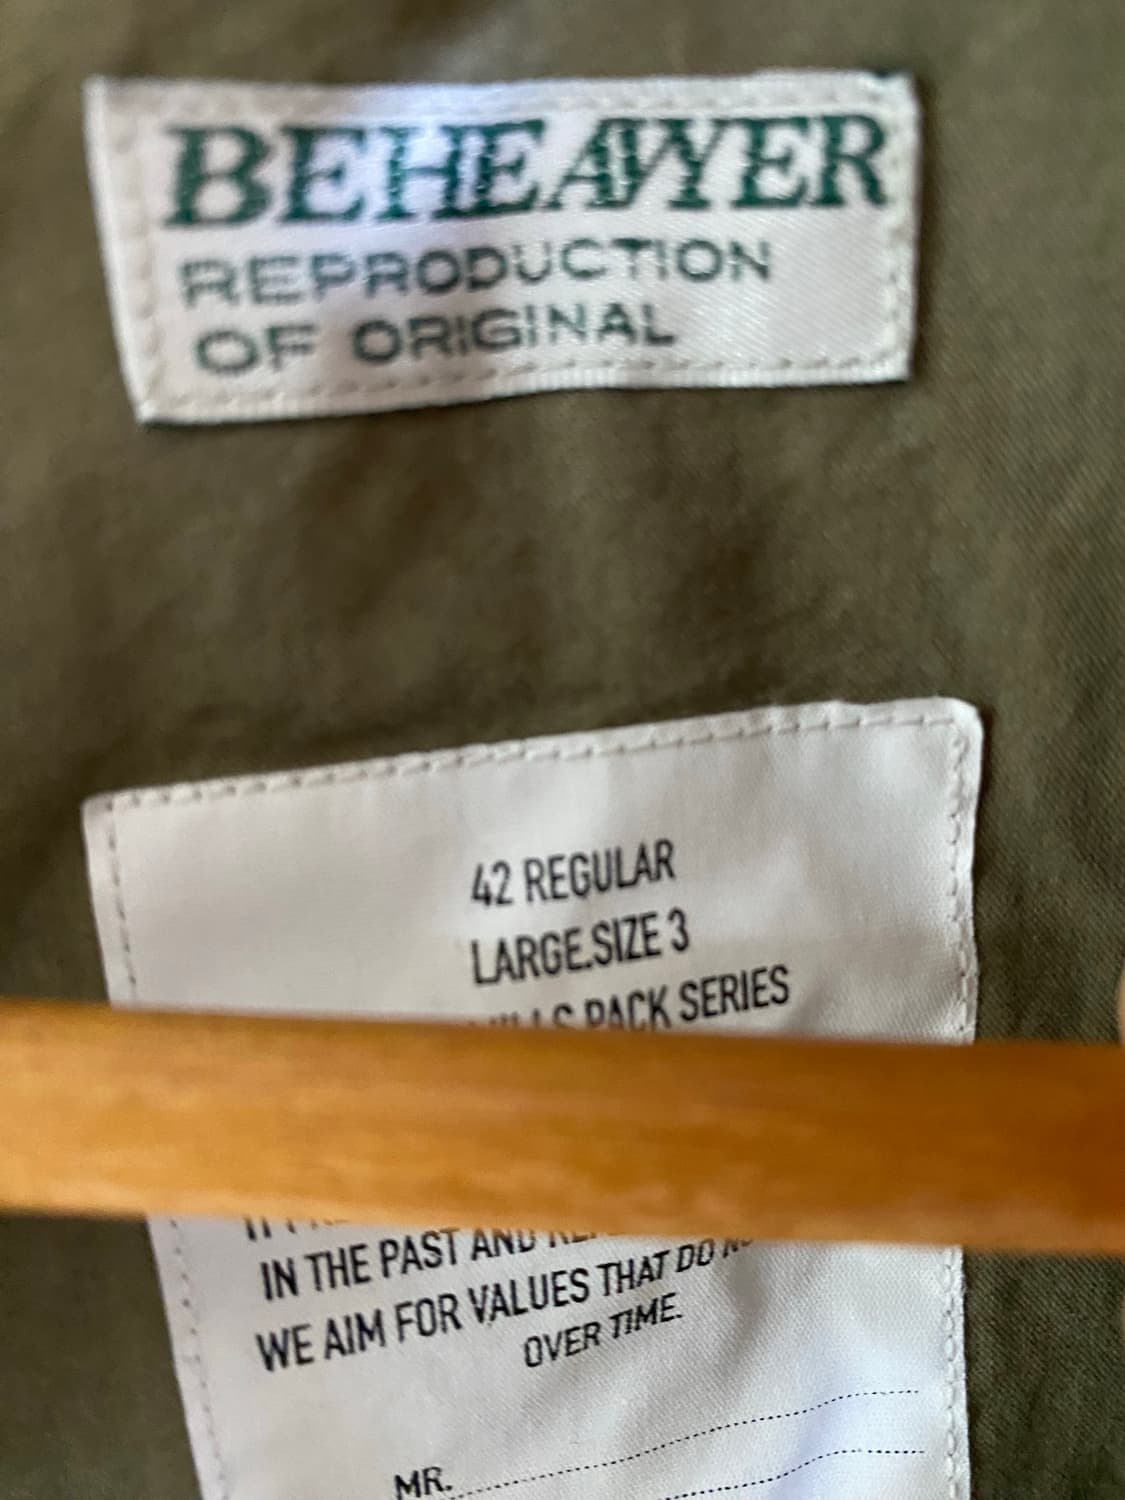 BEHEAVYER
REPRODUCTION
OF ORIGINAL
42 REGULAR
LARGE.SIZE 3
PACK SERIES
IN THE PAST AND
WE AIM FOR VALUES THAT DO
OVER TIME.
MR.